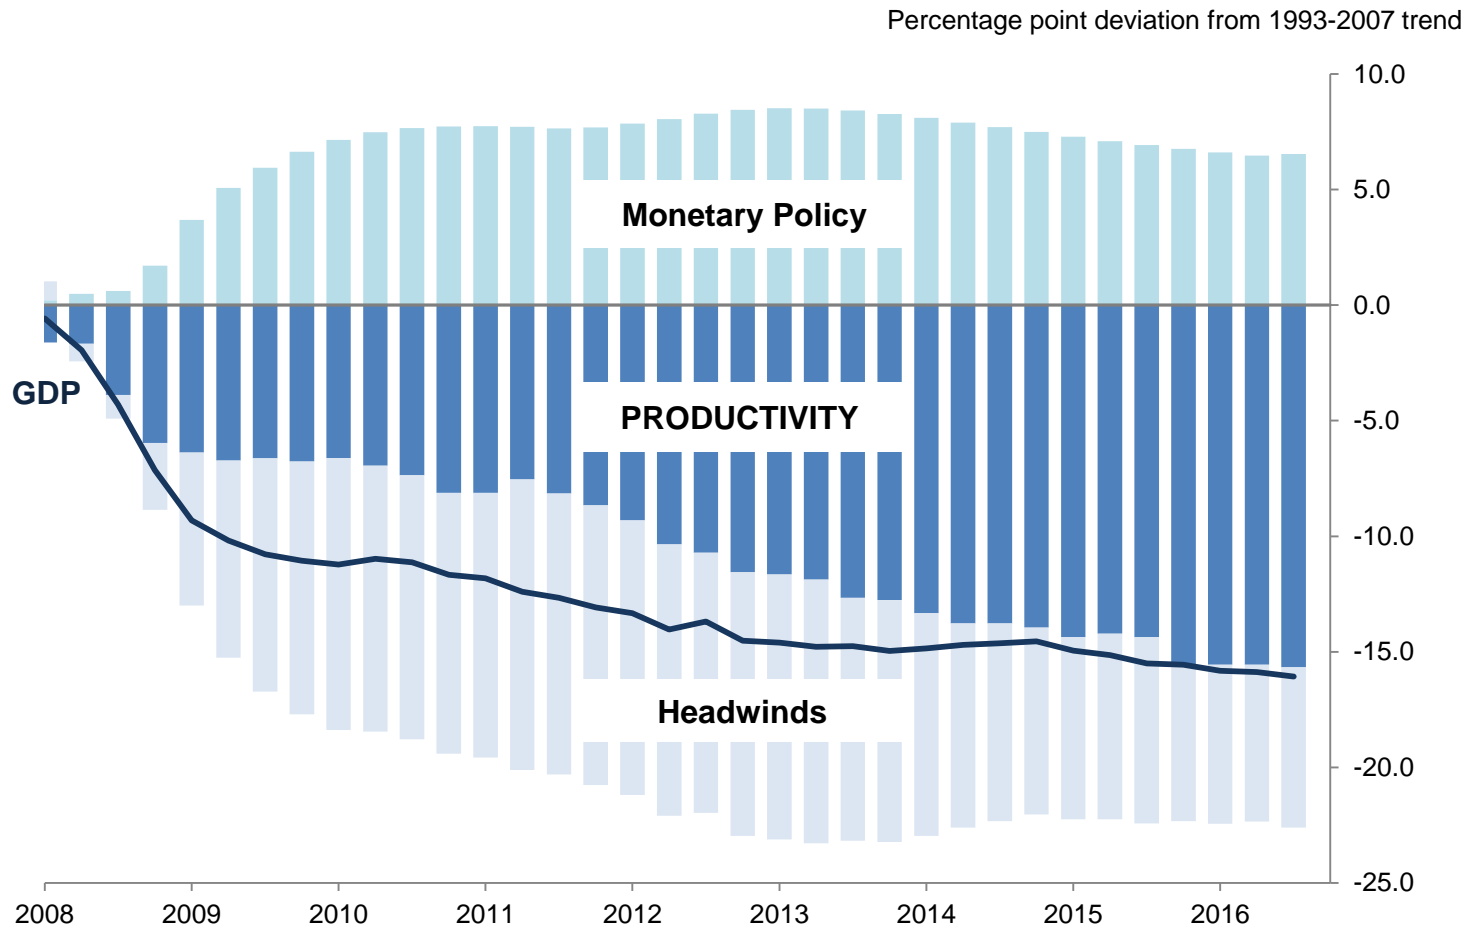 Percentage point deviation from 1993-2007 trend
10.0
5.0
Monetary Policy
0.0
GDP
PRODUCTIVITY
-5.0
-10.0
-15.0
Headwinds
-20.0
-25.0
2008 2009 2010 2011 2012 2013 2014 2015 2016